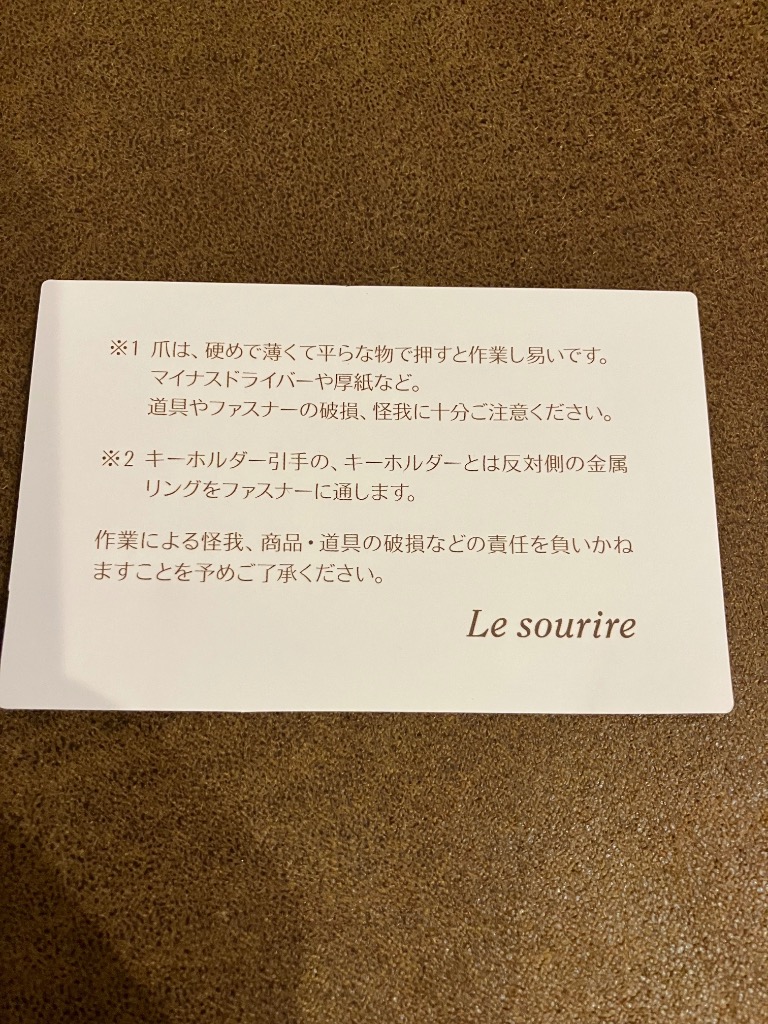 ※1 爪は、硬めで薄くて平らな物で押すと作業し易いです。
マイナスドライバーや厚紙など。
道具やファスナーの破損、怪我に十分ご注意ください。
※2 キーホルダー引手の、キーホルダーとは反対側の金属
リングをファスナーに通します。
作業による怪我、商品・道具の破損などの責任を負いかね
ますことを予めご了承ください。
Le sourire